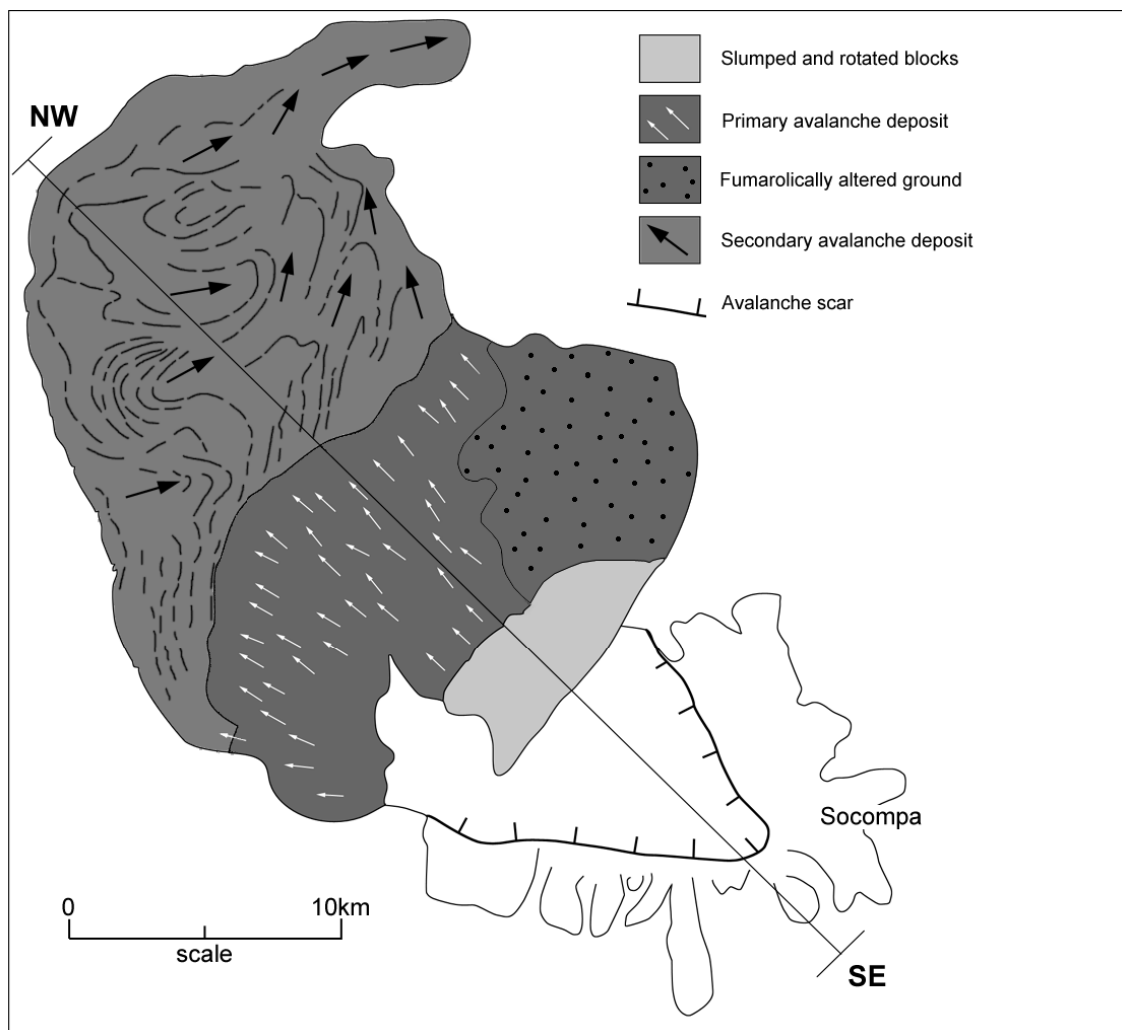 NW
Slumped and rotated blocks
Primary avalanche deposit
Fumarolically altered ground
Secondary avalanche deposit
Avalanche scar
Socompa
0
10km
scale
SE